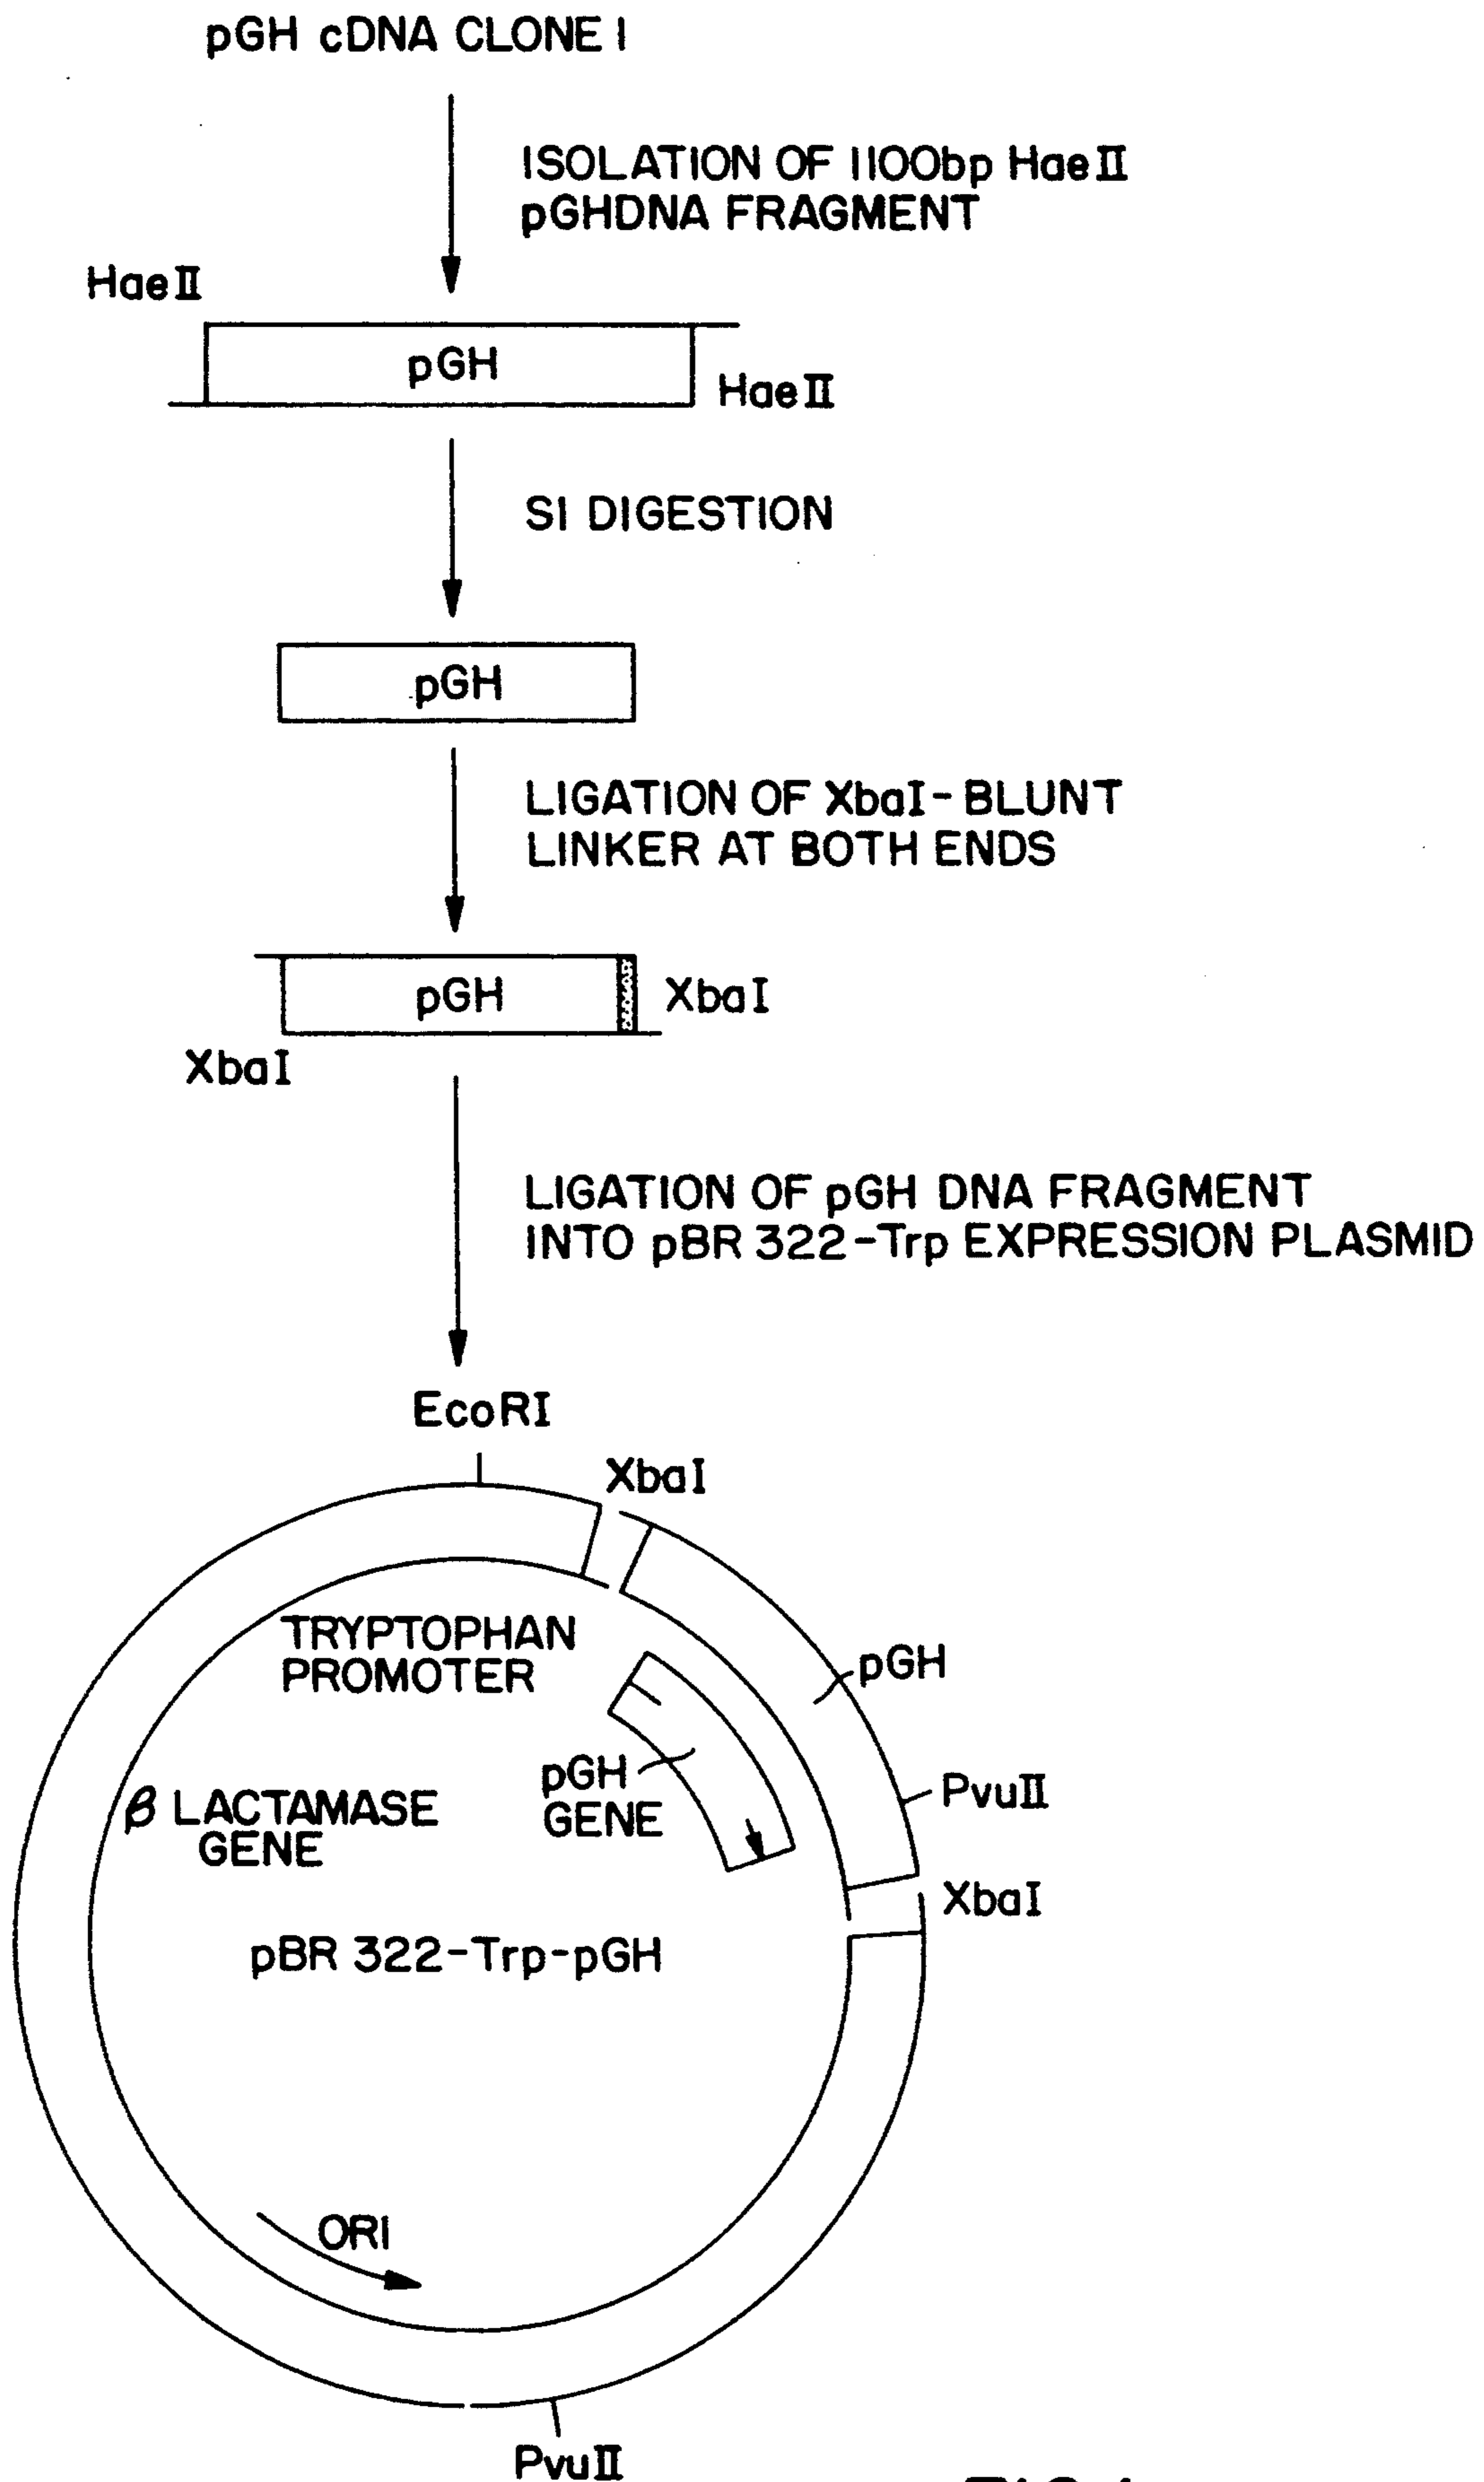 pGH cDNA CLONE 1
ISOLATION OF 1100bp HaeII
pGHDNA FRAGMENT
HaeII
pGH
HaeII
S1 DIGESTION
pGH
LIGATION OF XbaI-BLUNT
LINKER AT BOTH ENDS
pGH
XbaI
XbaI
LIGATION OF pGH DNA FRAGMENT
INTO pBR 322-Trp EXPRESSION PLASMID
EcoRI
XbaI
TRYPTOPHAN
PROMOTER
pGH
pGH
GENE
PvuII
β LACTAMASE
GENE
XbaI
pBR 322-Trp-pGH
ORI
PvuII